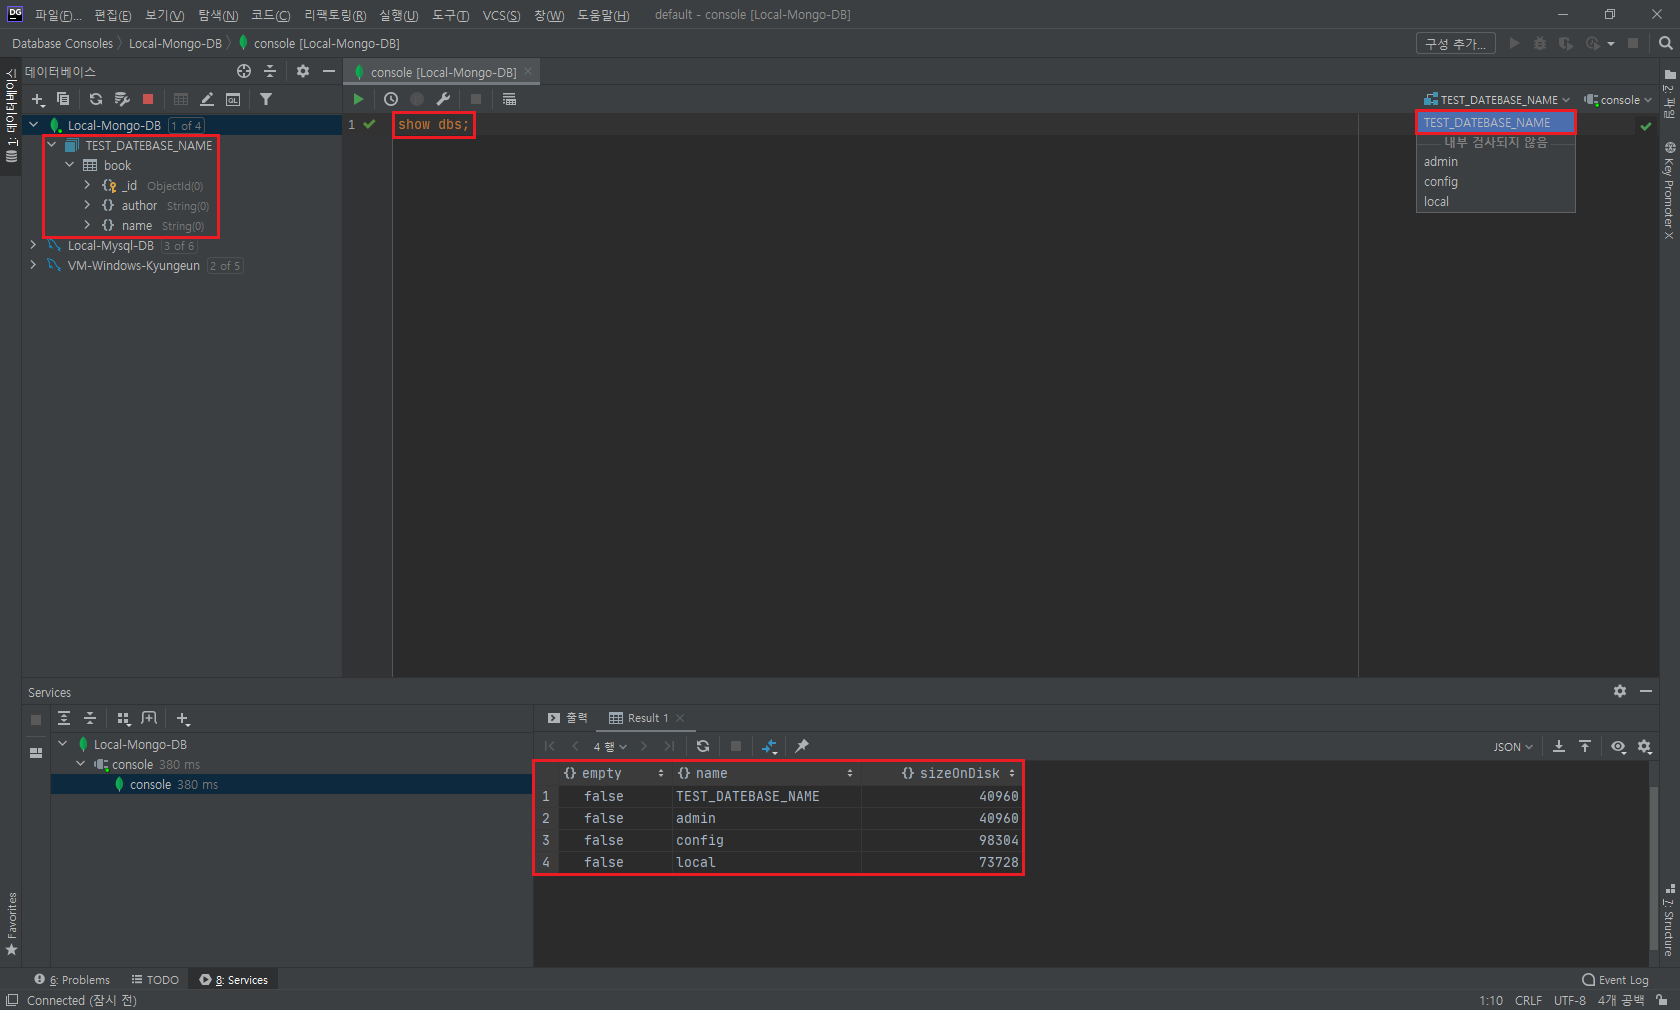 DG 파일(F)... 편집(E) 보기(V) 탐색(N) 코드(C) 리팩토링(R) 실행(U) 도구(T) VCS(S) 창(W) 도움말(H) default - console [Local-Mongo-DB]
Database Consoles Local-Mongo-DB console [Local-Mongo-DB] 구성 추가...
1: 데이터베이스
데이터베이스
console [Local-Mongo-DB]
TEST_DATEBASE_NAME console
Local-Mongo-DB 1 of 4
TEST_DATEBASE_NAME
book
_id ObjectId(0)
author String(0)
name String(0)
Local-Mysql-DB 3 of 6
VM-Windows-Kyungeun 2 of 5
1 show dbs;
TEST_DATEBASE_NAME
내부 검사되지 않음
admin
config
local
2: 파일
Key Promoter X
Services
Local-Mongo-DB
console 380 ms
console 380 ms
출력 Result 1
4 행 JSON
{} empty {} name {} sizeOnDisk
1 false TEST_DATEBASE_NAME 40960
2 false admin 40960
3 false config 98304
4 false local 73728
Favorites
7: Structure
6: Problems TODO 8: Services Event Log
Connected (잠시 전) 1:10 CRLF UTF-8 4개 공백